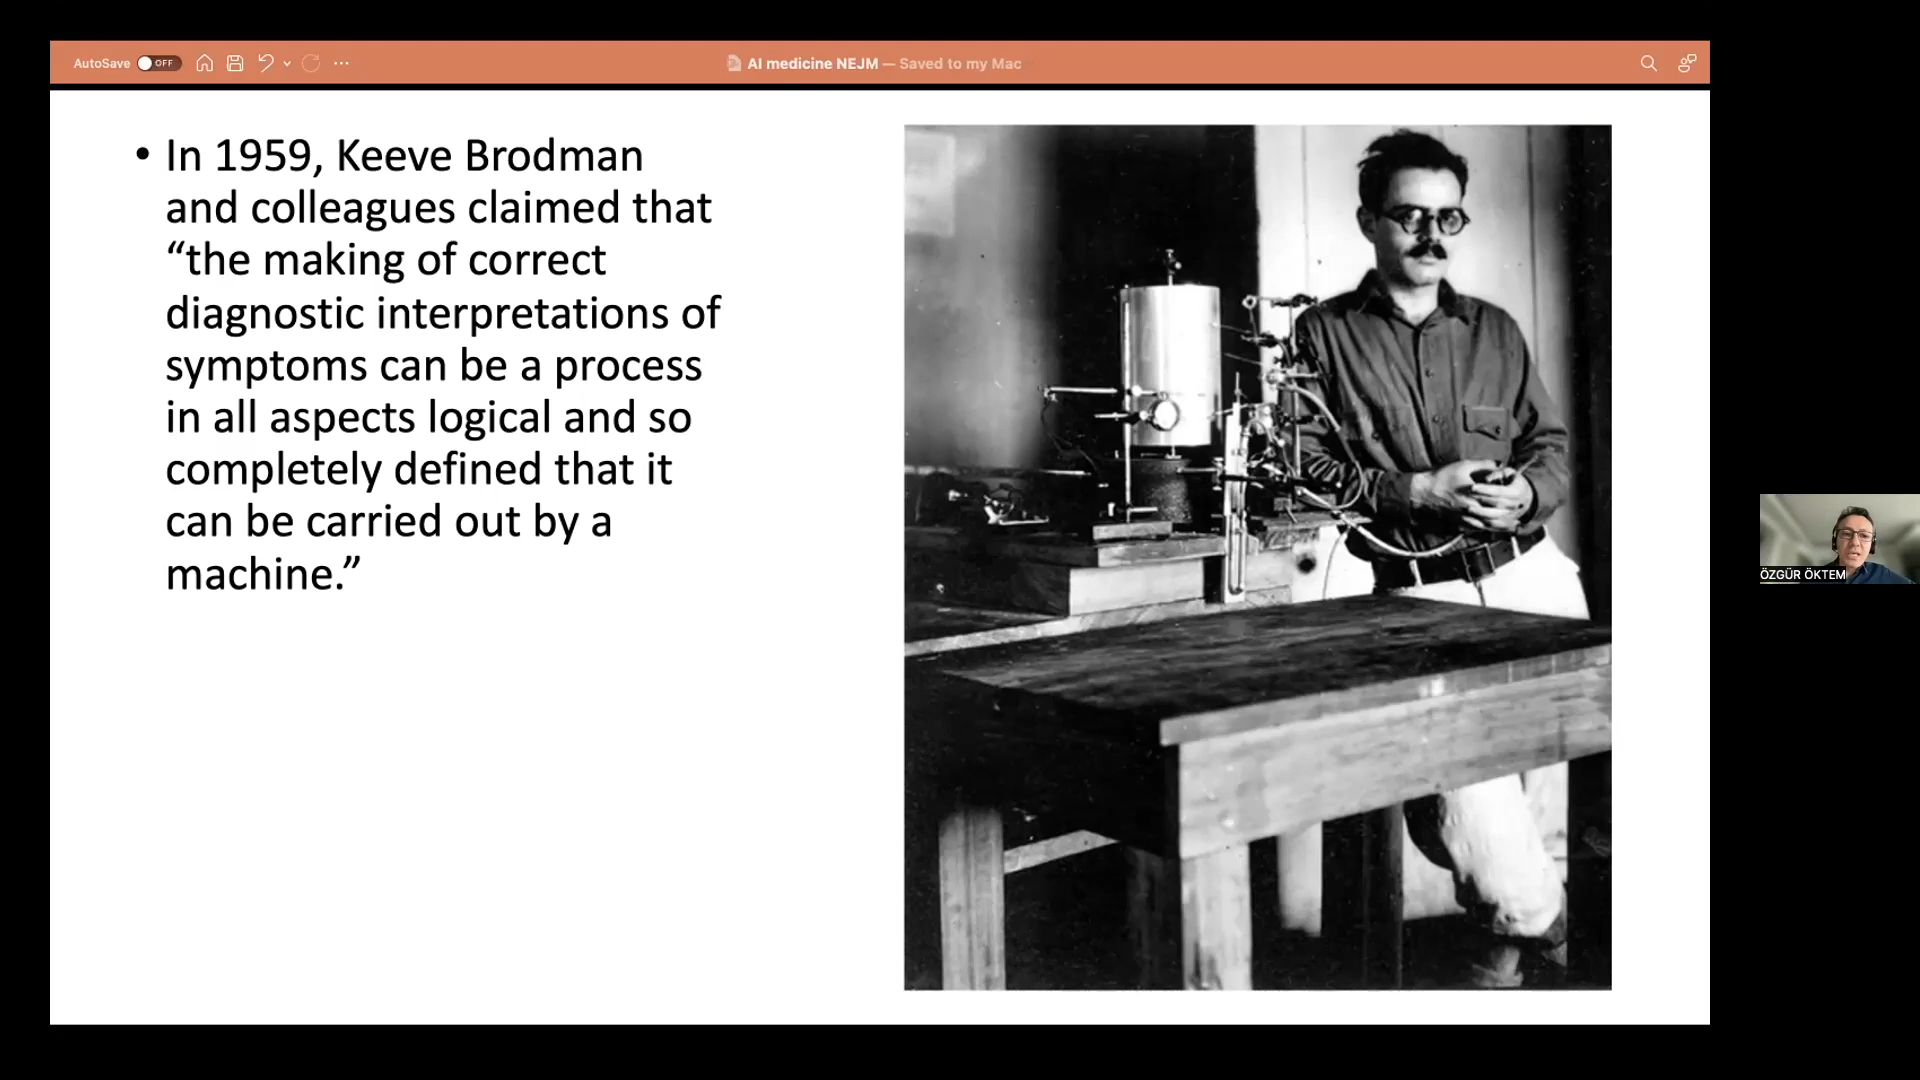 AutoSave OFF
AI medicine NEJM — Saved to my Mac
• In 1959, Keeve Brodman
and colleagues claimed that
“the making of correct
diagnostic interpretations of
symptoms can be a process
in all aspects logical and so
completely defined that it
can be carried out by a
machine.”
ÖZGÜR ÖKTEM